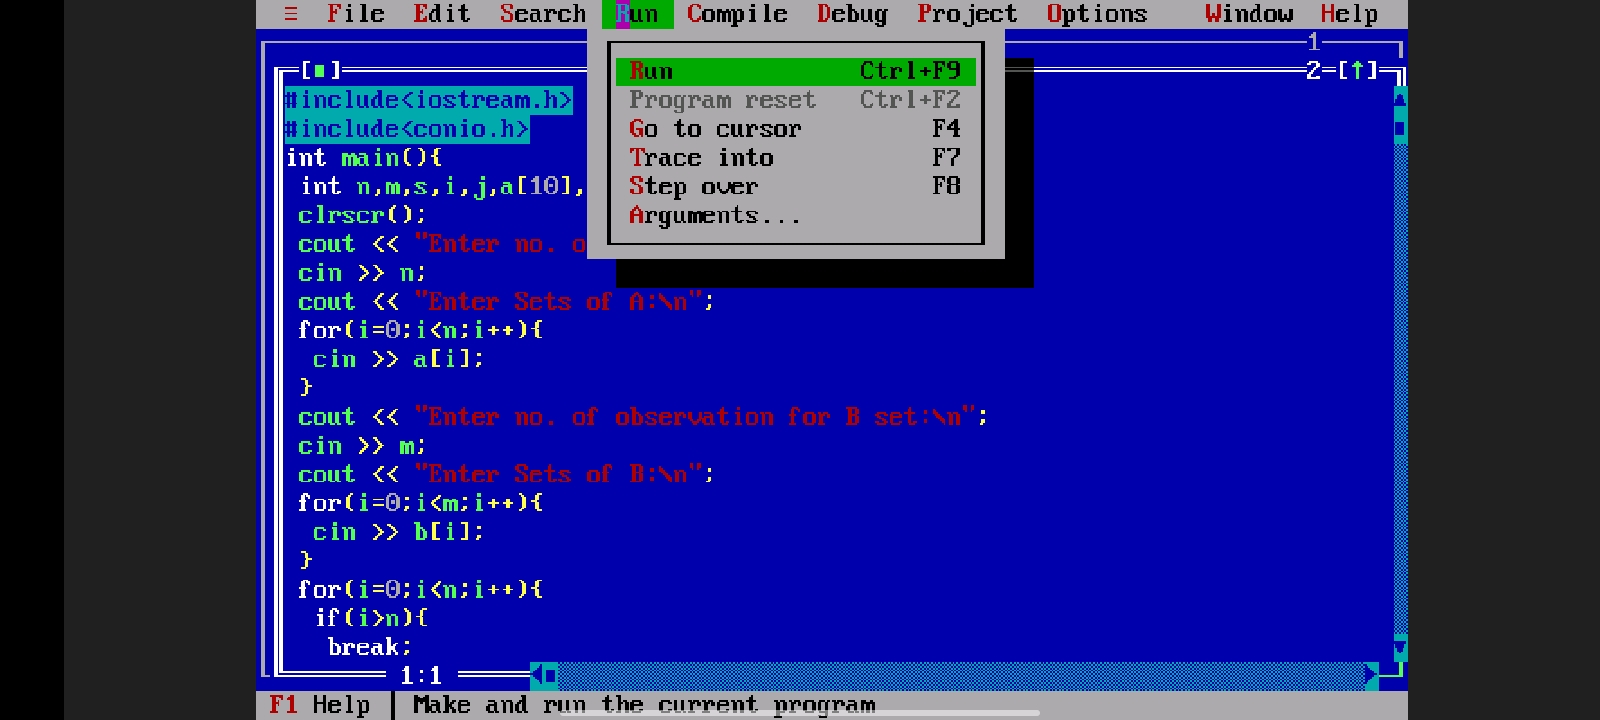 ≡ File Edit Search Run Compile Debug Project Options Window Help
1
[■] 2=[↑]
Run Ctrl+F9
Program reset Ctrl+F2
Go to cursor F4
Trace into F7
Step over F8
Arguments...
#include<iostream.h>
#include<conio.h>
int main(){
int n,m,s,i,j,a[10],
clrscr();
cout << "Enter no. o
cin >> n;
cout << "Enter Sets of A:\n";
for(i=0;i<n;i++){
cin >> a[i];
}
cout << "Enter no. of observation for B set:\n";
cin >> m;
cout << "Enter Sets of B:\n";
for(i=0;i<m;i++){
cin >> b[i];
}
for(i=0;i<n;i++){
if(i>n){
break;
1:1
F1 Help Make and run the current program